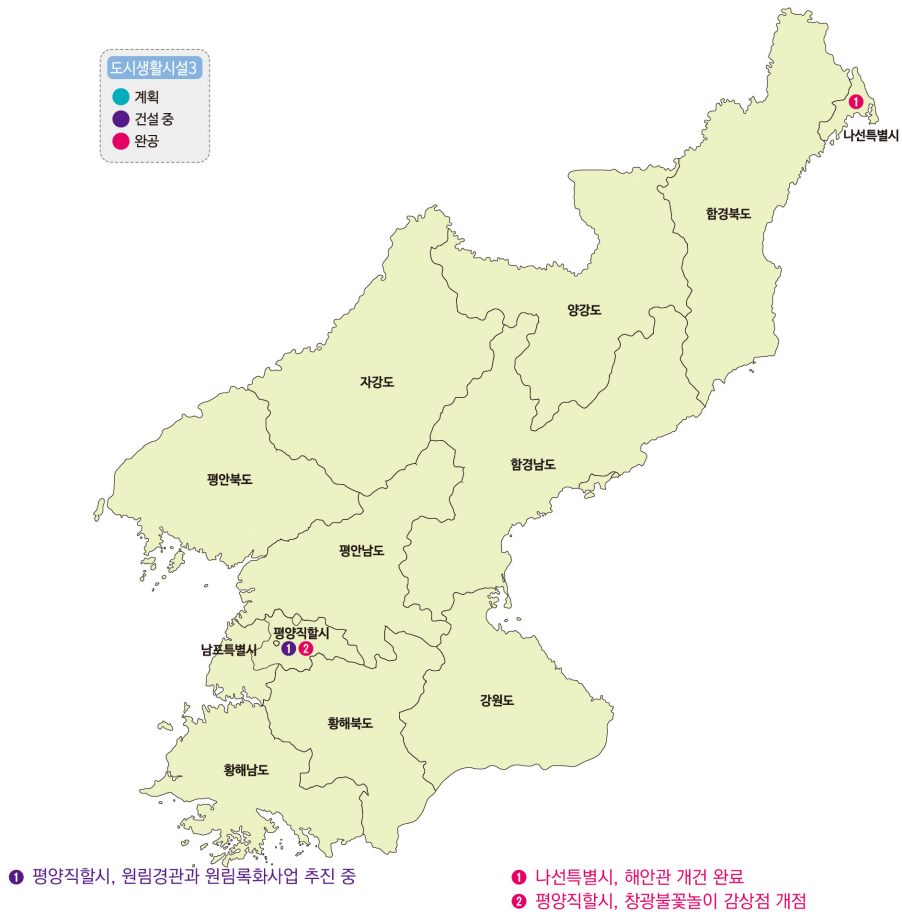 도시생활시설3
계획
건설 중
완공
❶
나선특별시
함경북도
양강도
자강도
함경남도
평안북도
평안남도
평양직할시
❶ ❷
남포특별시
강원도
황해북도
황해남도
❶ 평양직할시, 원림경관과 원림록화사업 추진 중
❶ 나선특별시, 해안관 개건 완료
❷ 평양직할시, 창광불꽃놀이 감상점 개점